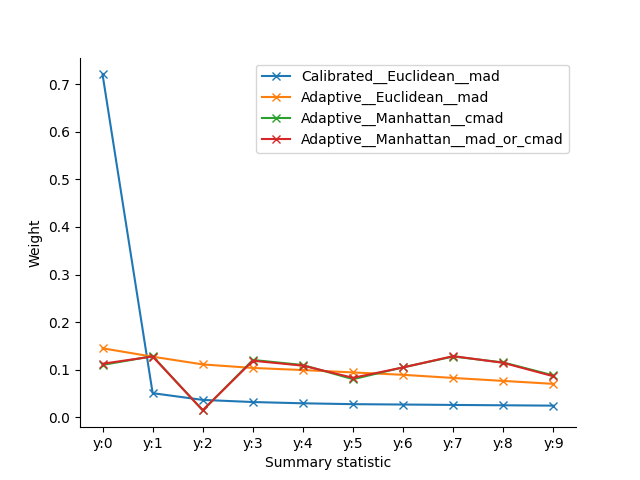 Calibrated__Euclidean__mad
Adaptive__Euclidean__mad
Adaptive__Manhattan__cmad
Adaptive__Manhattan__mad_or_cmad
Weight
0.7
0.6
0.5
0.4
0.3
0.2
0.1
0.0
y:0 y:1 y:2 y:3 y:4 y:5 y:6 y:7 y:8 y:9
Summary statistic